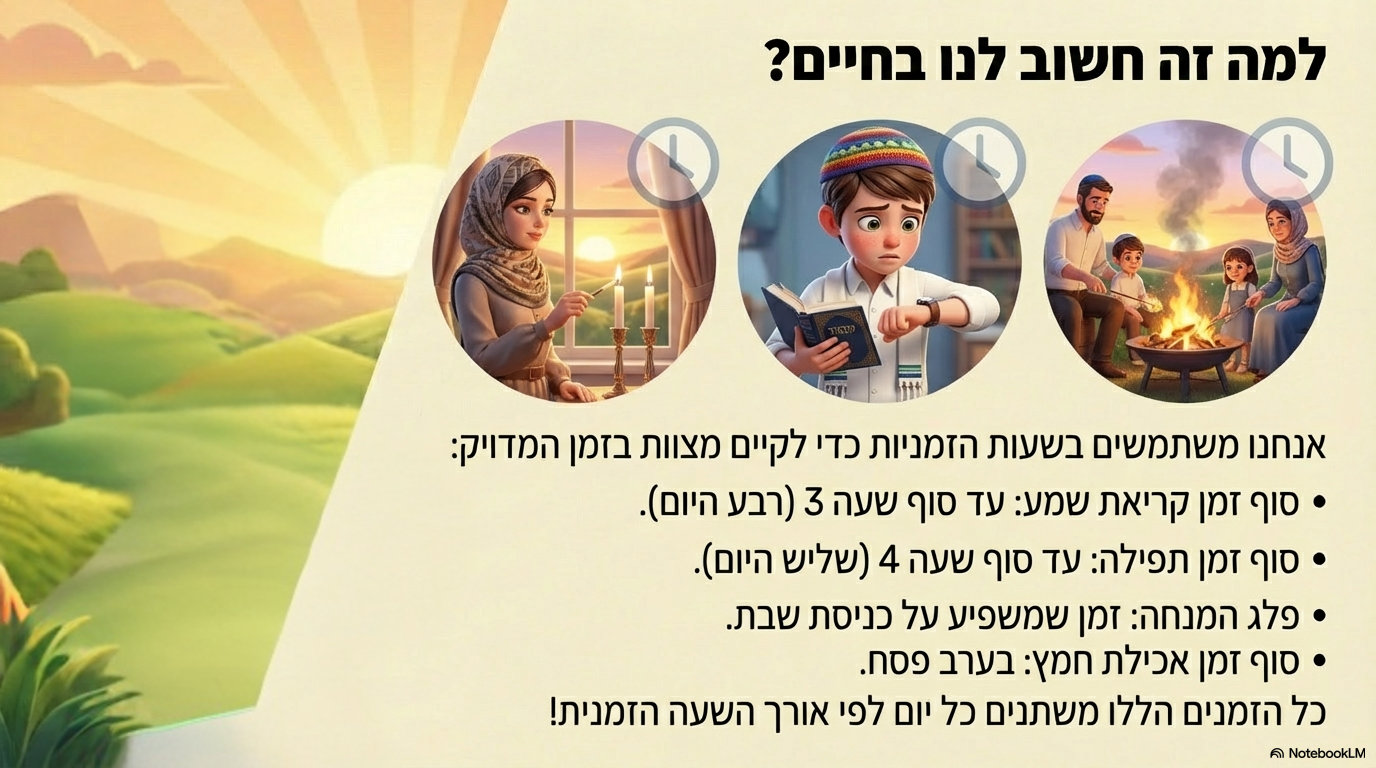 למה זה חשוב לנו בחיים?
אנחנו משתמשים בשעות הזמניות כדי לקיים מצוות בזמן המדויק:
• סוף זמן קריאת שמע: עד סוף שעה 3 (רבע היום).
• סוף זמן תפילה: עד סוף שעה 4 (שליש היום).
• פלג המנחה: זמן שמשפיע על כניסת שבת.
• סוף זמן אכילת חמץ: בערב פסח.
כל הזמנים הללו משתנים כל יום לפי אורך השעה הזמנית!
NotebookLM